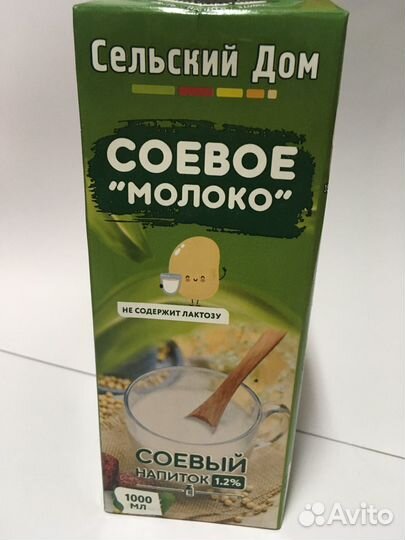 Сельский Дом
СОЕВОЕ
"МОЛОКО"
НЕ СОДЕРЖИТ ЛАКТОЗУ
СОЕВЫЙ
НАПИТОК 1.2%
1000
МЛ
Avito